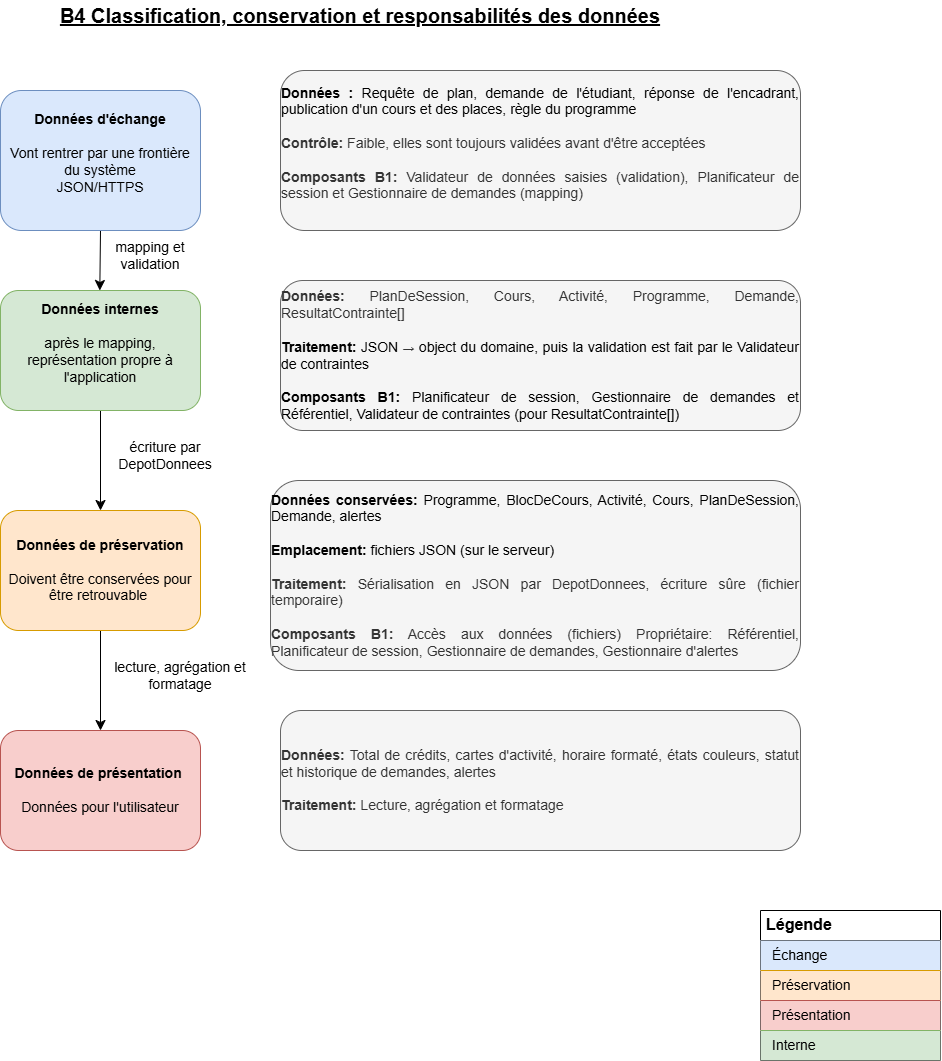 B4 Classification, conservation et responsabilités des données
Données d'échange
Vont rentrer par une frontière
du système
JSON/HTTPS
Données : Requête de plan, demande de l'étudiant, réponse de l'encadrant,
publication d'un cours et des places, règle du programme
Contrôle: Faible, elles sont toujours validées avant d'être acceptées
Composants B1: Validateur de données saisies (validation), Planificateur de
session et Gestionnaire de demandes (mapping)
mapping et
validation
Données internes
après le mapping,
représentation propre à
l'application
Données: PlanDeSession, Cours, Activité, Programme, Demande,
ResultatContrainte[]
Traitement: JSON → object du domaine, puis la validation est fait par le Validateur
de contraintes
Composants B1: Planificateur de session, Gestionnaire de demandes et
Référentiel, Validateur de contraintes (pour ResultatContrainte[])
écriture par
DepotDonnees
Données de préservation
Doivent être conservées pour
être retrouvable
Données conservées: Programme, BlocDeCours, Activité, Cours, PlanDeSession,
Demande, alertes
Emplacement: fichiers JSON (sur le serveur)
Traitement: Sérialisation en JSON par DepotDonnees, écriture sûre (fichier
temporaire)
Composants B1: Accès aux données (fichiers) Propriétaire: Référentiel,
Planificateur de session, Gestionnaire de demandes, Gestionnaire d'alertes
lecture, agrégation et
formatage
Données de présentation
Données pour l'utilisateur
Données: Total de crédits, cartes d'activité, horaire formaté, états couleurs, statut
et historique de demandes, alertes
Traitement: Lecture, agrégation et formatage
Légende
Échange
Préservation
Présentation
Interne